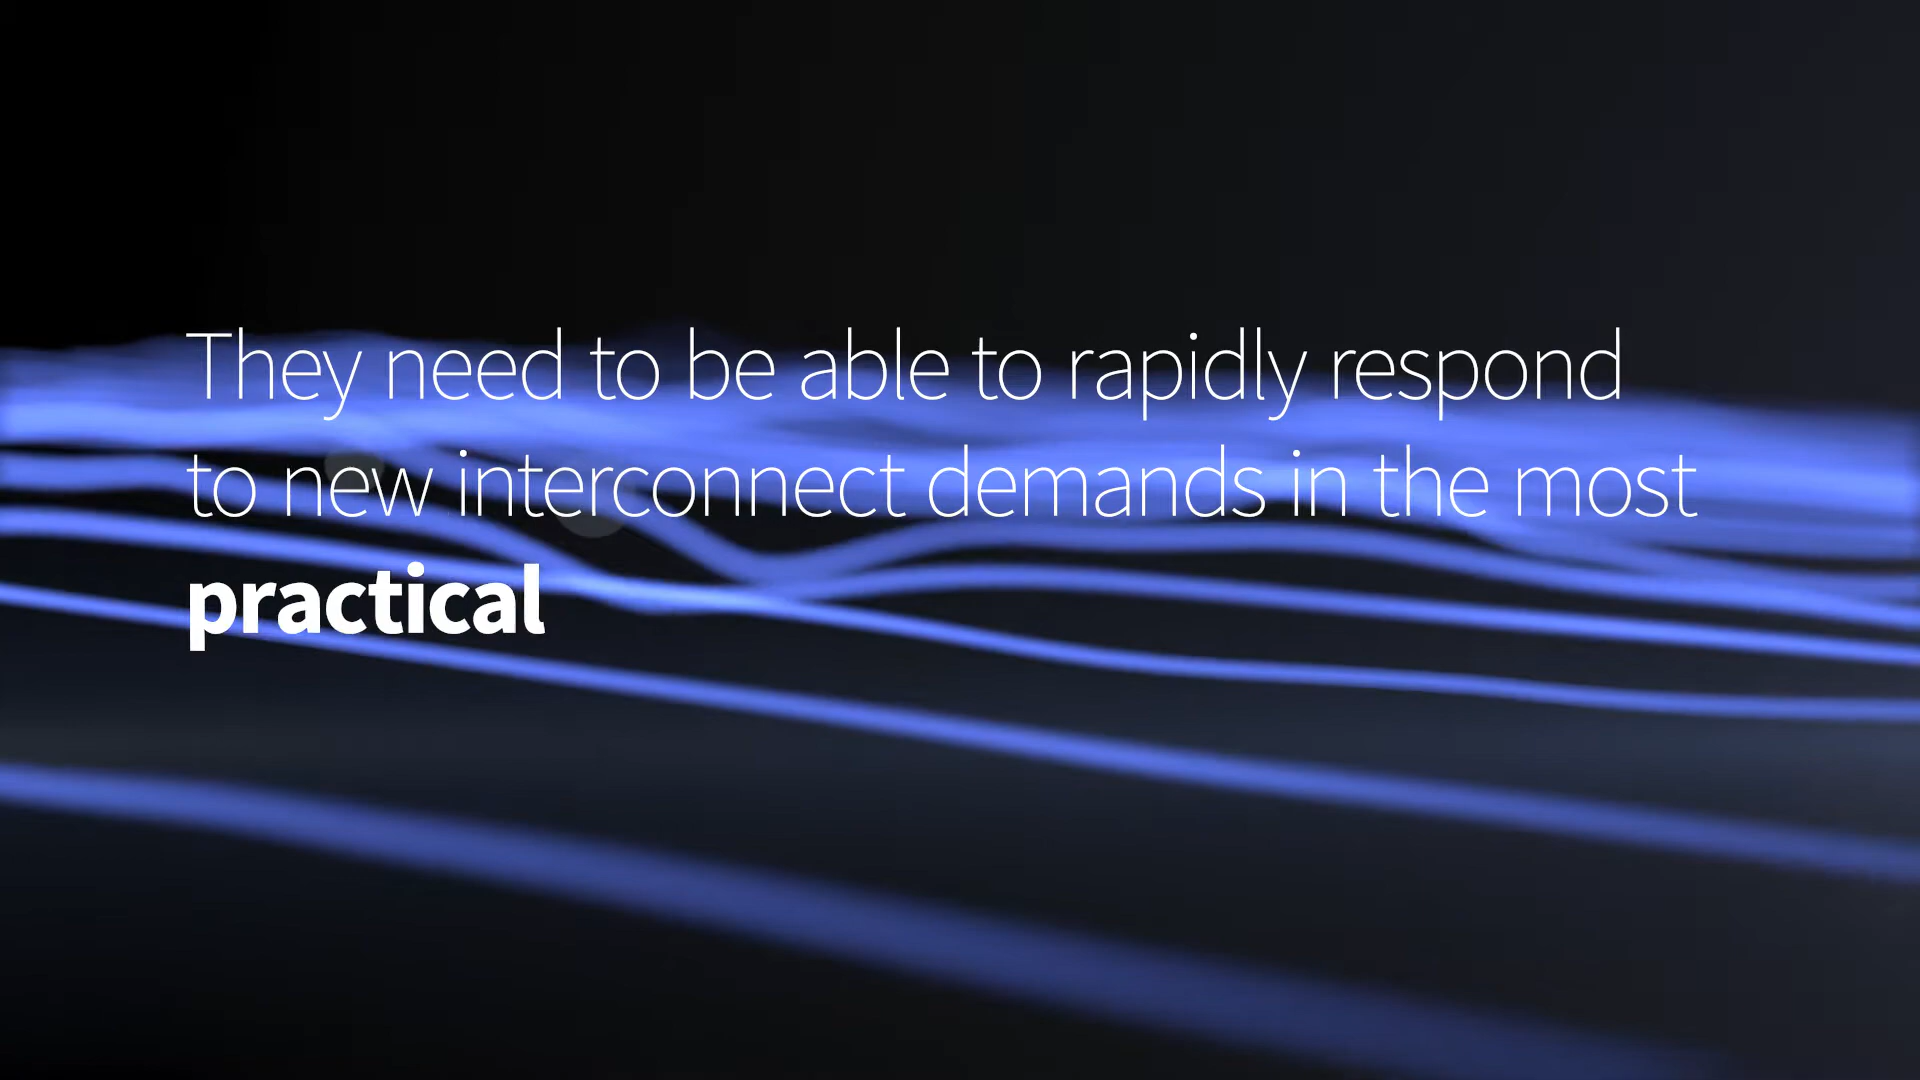 They need to be able to rapidly respond
to new interconnect demands in the most
practical